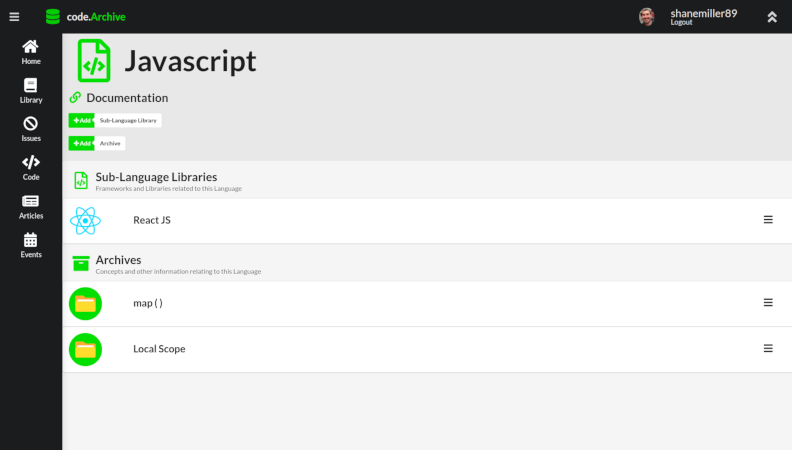 code.Archive
shanemiller89
Logout
Home
Library
Issues
Code
Articles
Events
Javascript
Documentation
+Add Sub-Language Library
+Add Archive
Sub-Language Libraries
Frameworks and Libraries related to this Language
React JS
Archives
Concepts and other information relating to this Language
map ( )
Local Scope